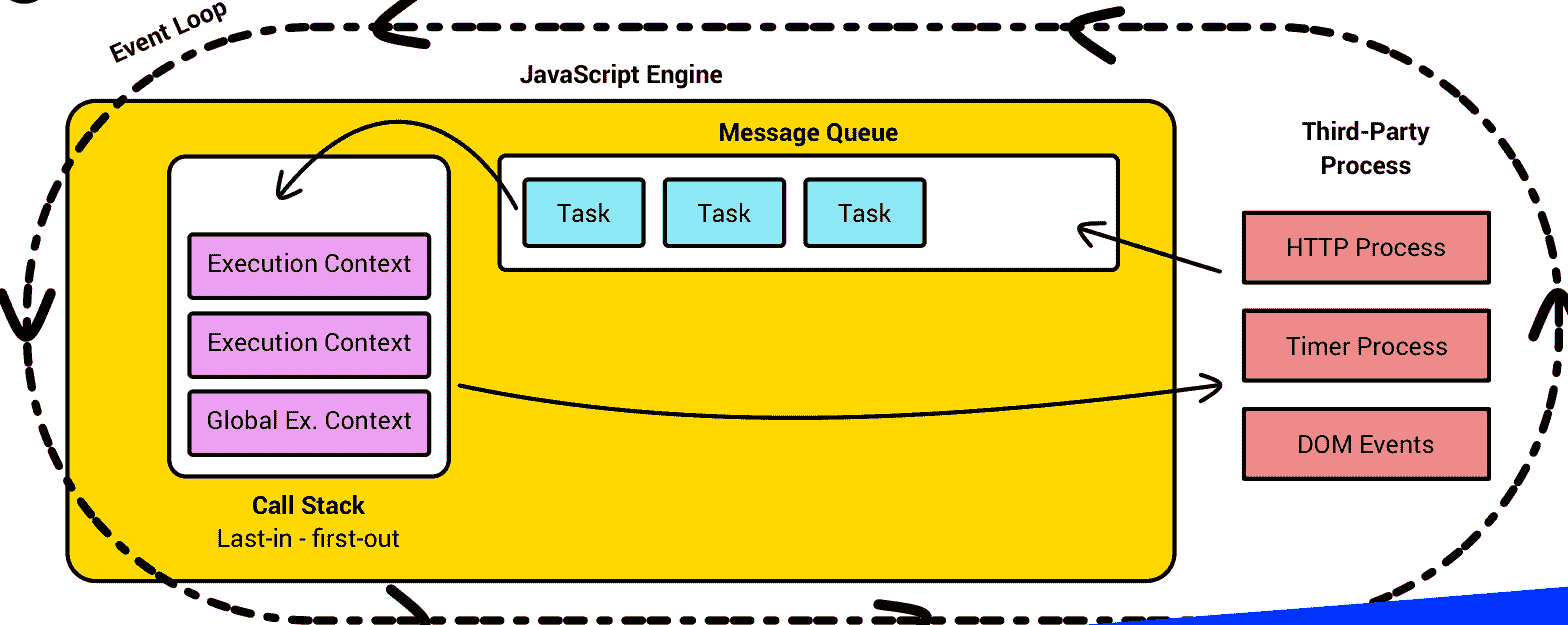 Event Loop
JavaScript Engine
Message Queue
Task
Task
Task
Third-Party
Process
HTTP Process
Timer Process
DOM Events
Execution Context
Execution Context
Global Ex. Context
Call Stack
Last-in - first-out